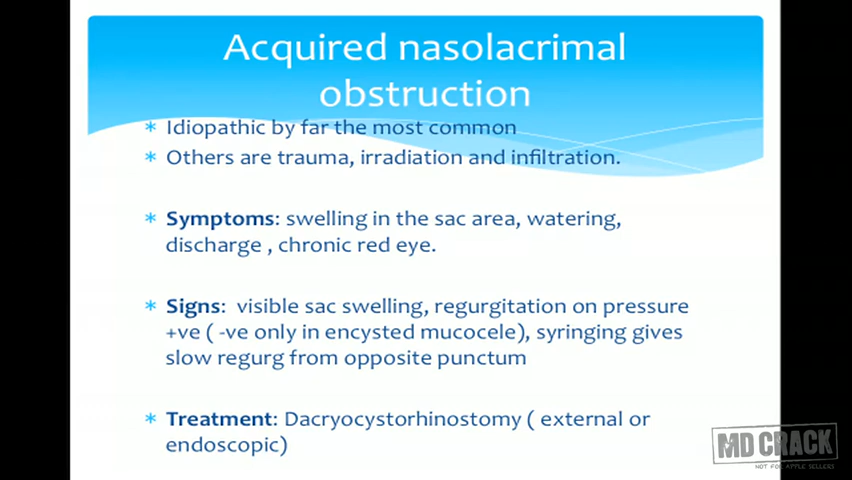 Acquired nasolacrimal
obstruction
* Idiopathic by far the most common
* Others are trauma, irradiation and infiltration.
* Symptoms: swelling in the sac area, watering,
discharge , chronic red eye.
* Signs: visible sac swelling, regurgitation on pressure
+ve ( -ve only in encysted mucocele), syringing gives
slow regurg from opposite punctum
* Treatment: Dacryocystorhinostomy ( external or
endoscopic)
MD CRACK
NOT FOR APPLE SELLERS